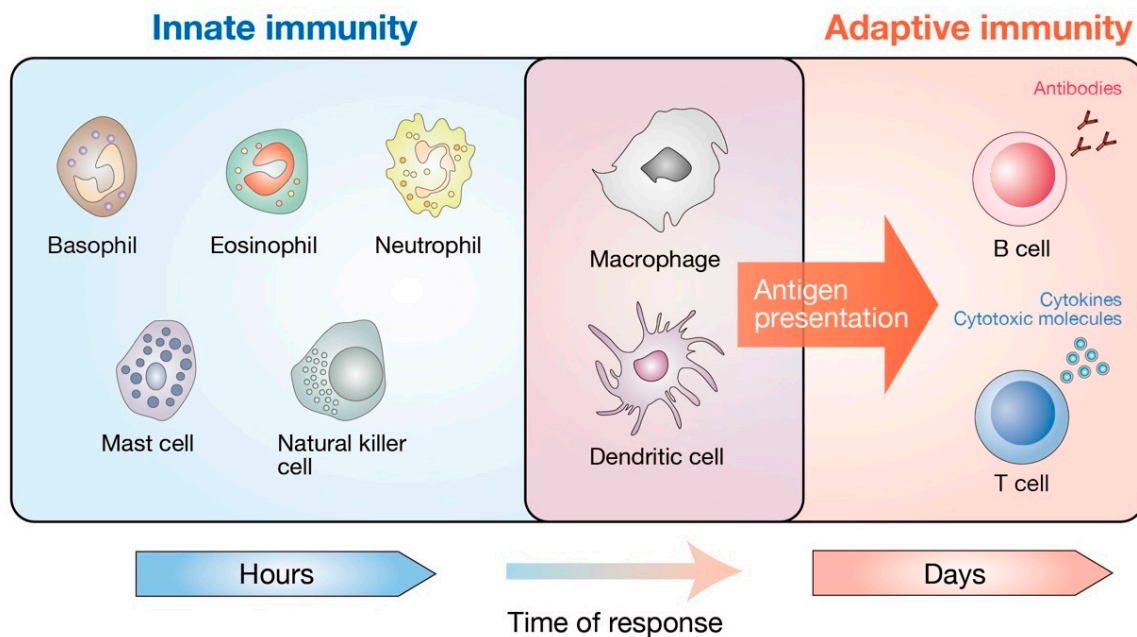 Innate immunity
Adaptive immunity
Basophil
Eosinophil
Neutrophil
Mast cell
Natural killer
cell
Macrophage
Dendritic cell
Antigen
presentation
Antibodies
B cell
Cytokines
Cytotoxic molecules
T cell
Hours
Time of response
Days